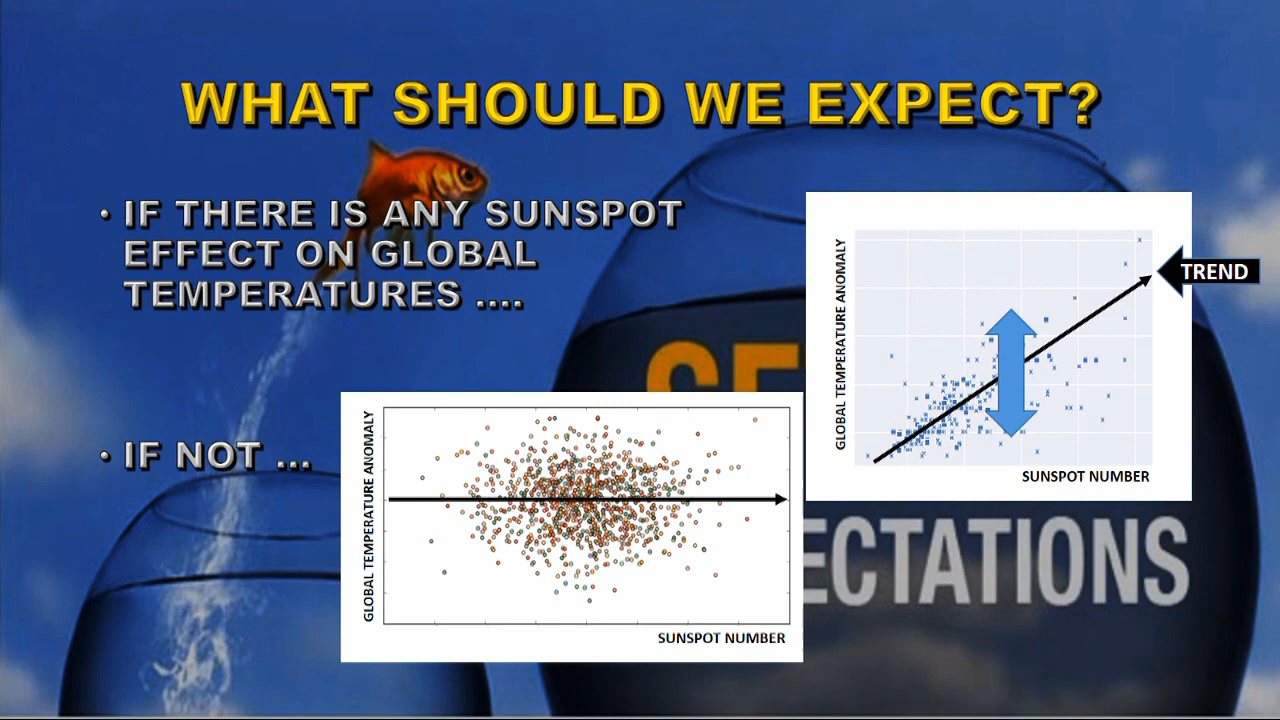 WHAT SHOULD WE EXPECT?
• IF THERE IS ANY SUNSPOT
EFFECT ON GLOBAL
TEMPERATURES ....
GLOBAL TEMPERATURE ANOMALY
TREND
SUNSPOT NUMBER
• IF NOT ...
GLOBAL TEMPERATURE ANOMALY
SUNSPOT NUMBER
ECTATIONS